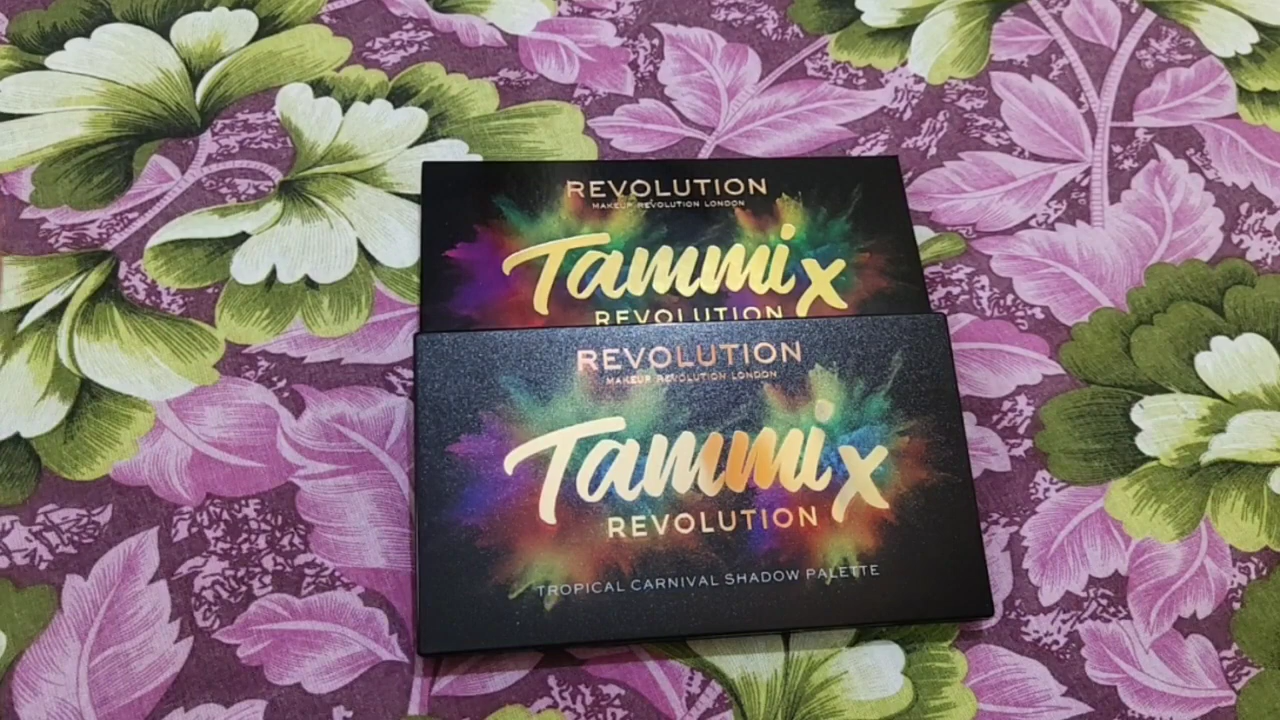 REVOLUTION
MAKEUP REVOLUTION LONDON
Tammi x
REVOLUTION
REVOLUTION
MAKEUP REVOLUTION LONDON
Tammi x
REVOLUTION
TROPICAL CARNIVAL SHADOW PALETTE